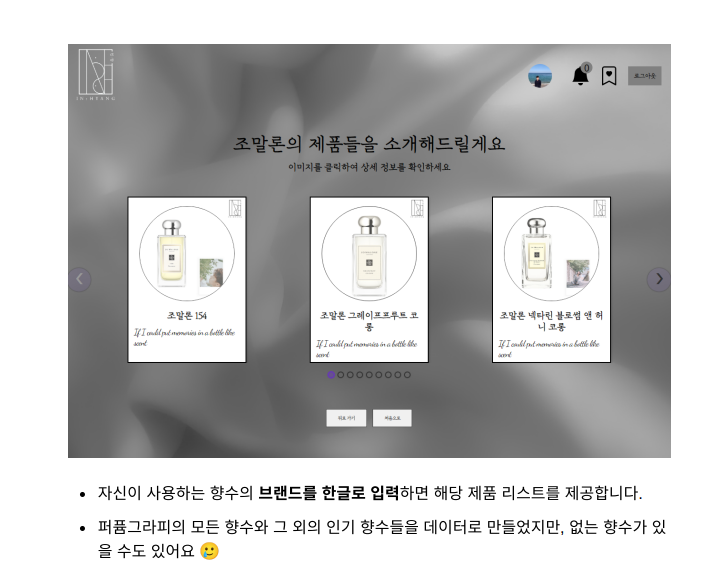 0
로그아웃
조말론의 제품들을 소개해드릴게요
이미지를 클릭하여 상세 정보를 확인하세요
조말론 154
If I could put memories in a bottle like
scent
조말론 그레이프프루트 코
롱
If I could put memories in a bottle like
scent
조말론 넥타린 블로썸 앤 허
니 코롱
If I could put memories in a bottle like
scent
뒤로 가기 처음으로
자신이 사용하는 향수의 브랜드를 한글로 입력하면 해당 제품 리스트를 제공합니다.
퍼퓸그라피의 모든 향수와 그 외의 인기 향수들을 데이터로 만들었지만, 없는 향수가 있
을 수도 있어요 🥲